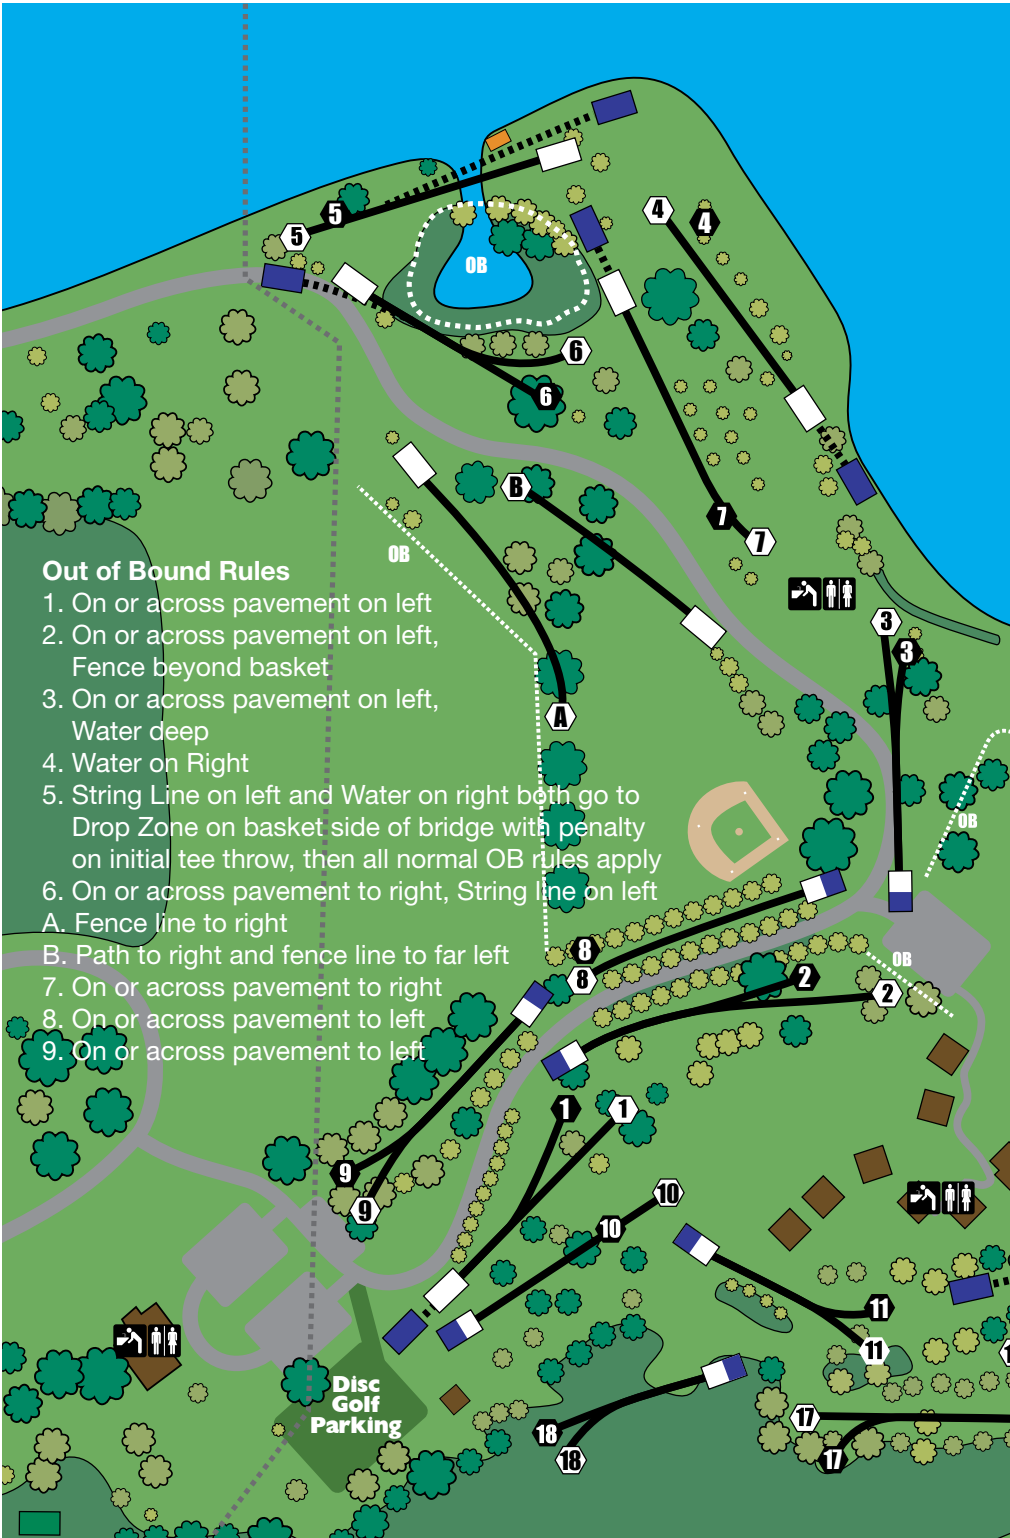 5
5
4
4
OB
6
6
B
7
7
OB
Out of Bound Rules
1. On or across pavement on left
2. On or across pavement on left,
Fence beyond basket
3. On or across pavement on left,
Water deep
4. Water on Right
5. String Line on left and Water on right both go to
Drop Zone on basket side of bridge with penalty
on initial tee throw, then all normal OB rules apply
6. On or across pavement to right, String line on left
A. Fence line to right
B. Path to right and fence line to far left
7. On or across pavement to right
8. On or across pavement to left
9. On or across pavement to left
3
3
A
OB
8
8
OB
2
2
1
1
9
9
10
10
11
11
Disc
Golf
Parking
17
17
18
18